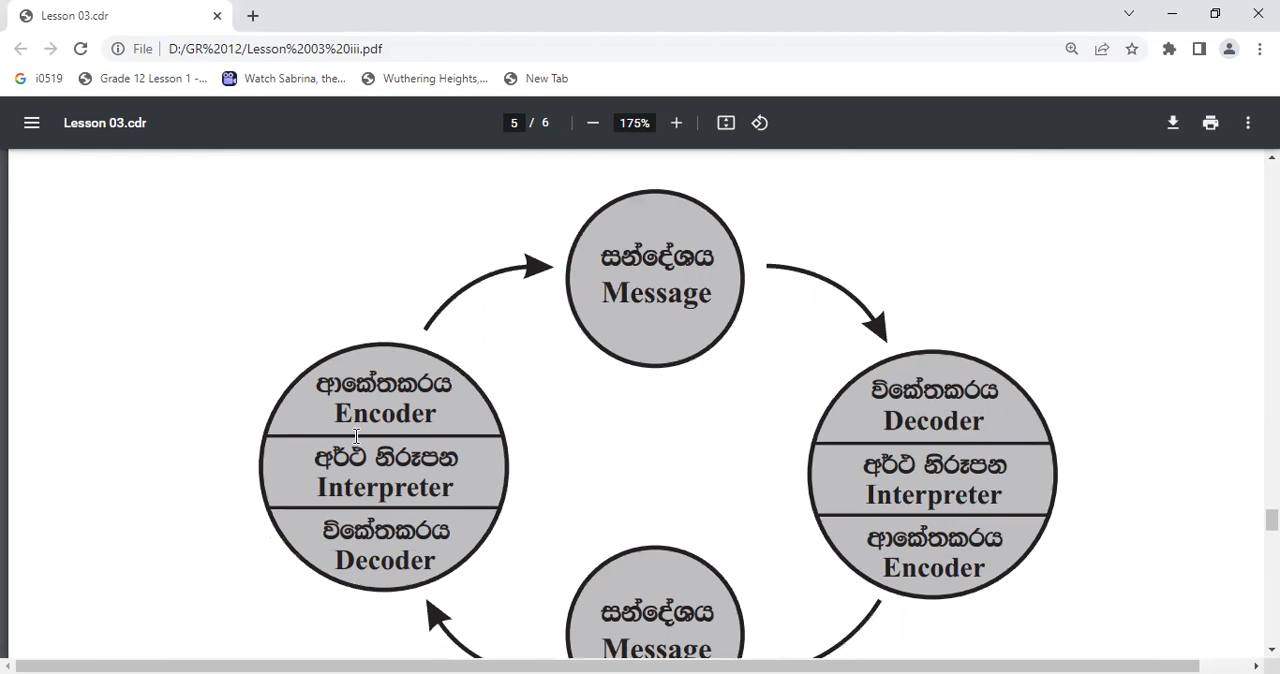 Lesson 03.cdr
File
D:/GR%2012/Lesson%2003%20iii.pdf
i0519
Grade 12 Lesson 1 -...
Watch Sabrina, the...
Wuthering Heights,...
New Tab
Lesson 03.cdr
5 / 6
175%
සන්දේශය
Message
ආකේතකරය
Encoder
අර්ථ නිරූපන
Interpreter
විකේතකරය
Decoder
විකේතකරය
Decoder
අර්ථ නිරූපන
Interpreter
ආකේතකරය
Encoder
සන්දේශය
Message